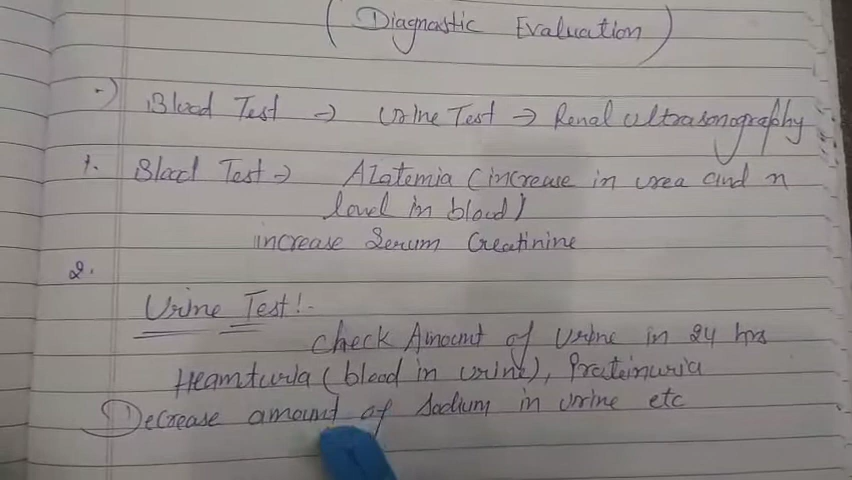 (Diagnostic Evaluation)
-) Blood Test → Urine Test → Renal Ultrasonography
1. Blood Test → Azatemia (increase in urea and n
level in blood)
increase Serum Creatinine
2.
Urine Test:-
check Amount of Urine in 24 hrs
Heamturia (blood in urine), Proteinuria
Decrease amount of Sodium in urine etc